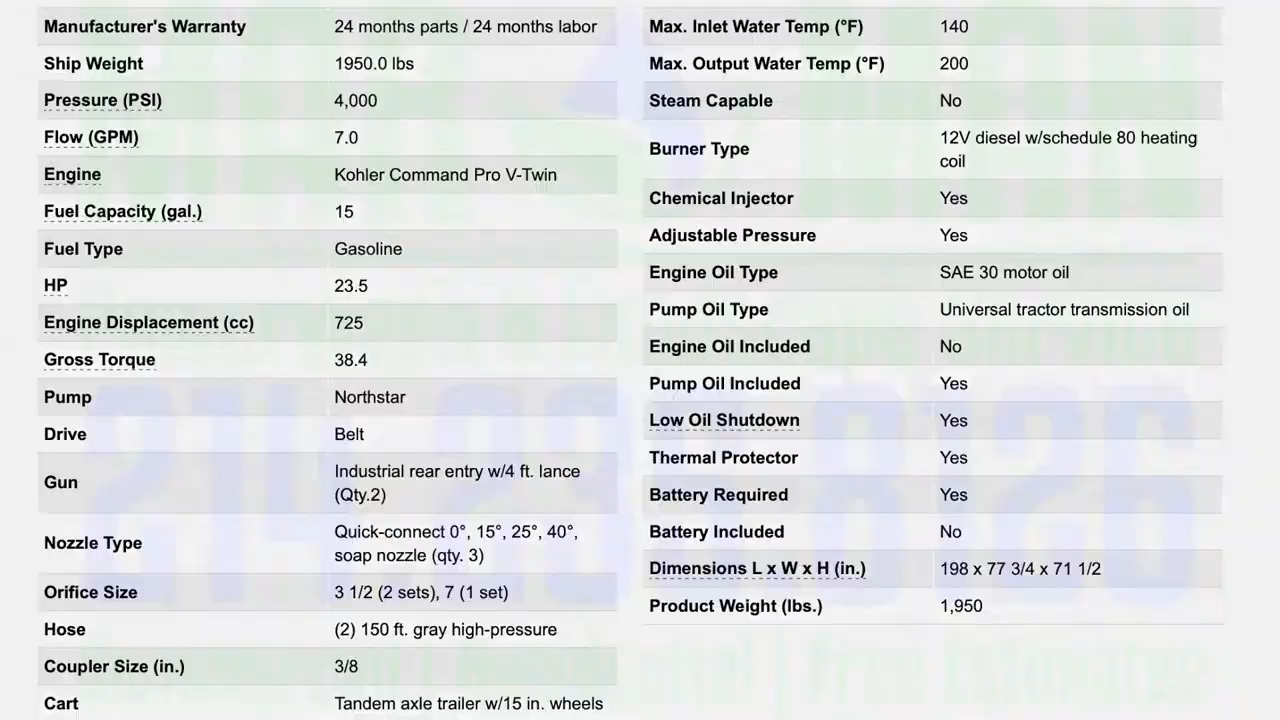 Manufacturer's Warranty 24 months parts / 24 months labor
Ship Weight 1950.0 lbs
Pressure (PSI) 4,000
Flow (GPM) 7.0
Engine Kohler Command Pro V-Twin
Fuel Capacity (gal.) 15
Fuel Type Gasoline
HP 23.5
Engine Displacement (cc) 725
Gross Torque 38.4
Pump Northstar
Drive Belt
Gun Industrial rear entry w/4 ft. lance
(Qty.2)
Nozzle Type Quick-connect 0°, 15°, 25°, 40°,
soap nozzle (qty. 3)
Orifice Size 3 1/2 (2 sets), 7 (1 set)
Hose (2) 150 ft. gray high-pressure
Coupler Size (in.) 3/8
Cart Tandem axle trailer w/15 in. wheels
Max. Inlet Water Temp (°F) 140
Max. Output Water Temp (°F) 200
Steam Capable No
Burner Type 12V diesel w/schedule 80 heating
coil
Chemical Injector Yes
Adjustable Pressure Yes
Engine Oil Type SAE 30 motor oil
Pump Oil Type Universal tractor transmission oil
Engine Oil Included No
Pump Oil Included Yes
Low Oil Shutdown Yes
Thermal Protector Yes
Battery Required Yes
Battery Included No
Dimensions L x W x H (in.) 198 x 77 3/4 x 71 1/2
Product Weight (lbs.) 1,950